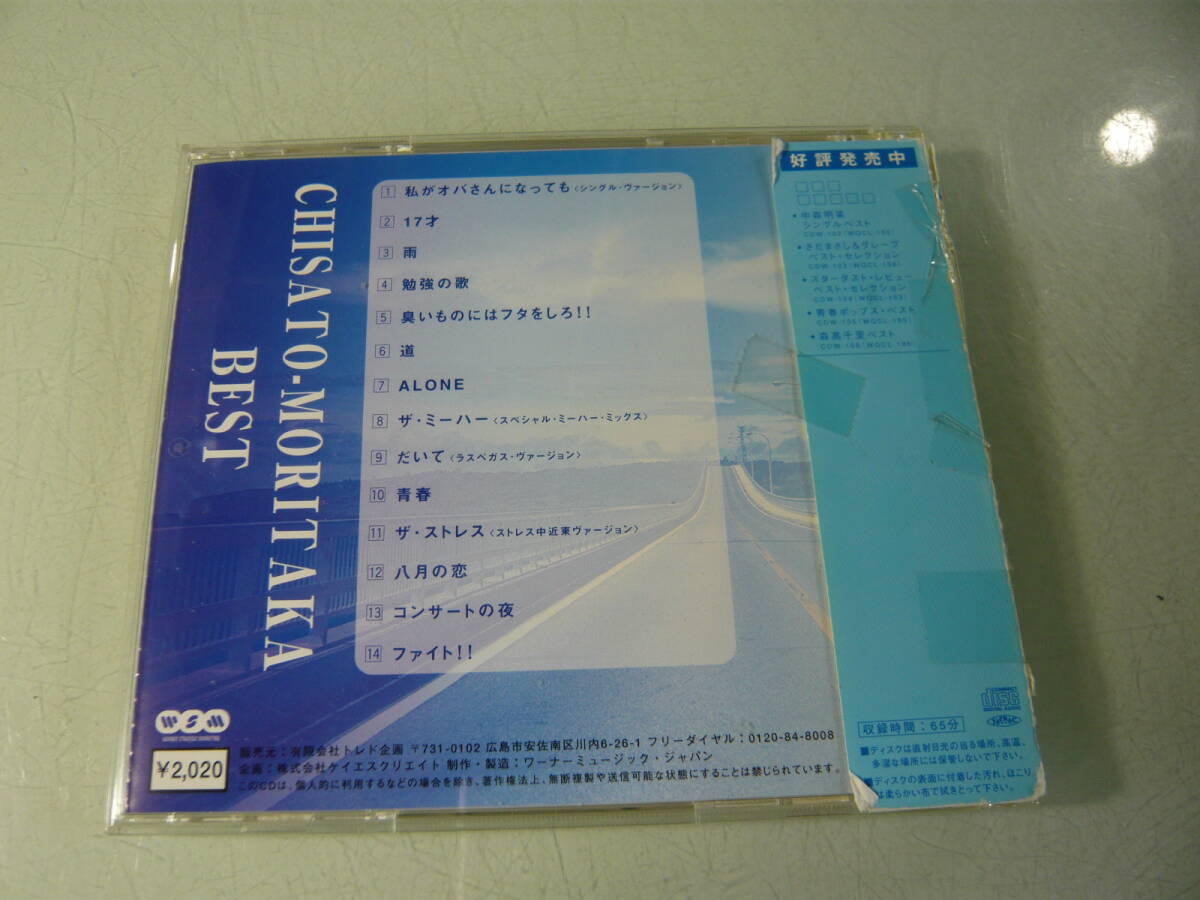 CHISATO-MORITAKA
BEST
1 私がオバさんになっても〈シングル・ヴァージョン〉
2 17才
3 雨
4 勉強の歌
5 臭いものにはフタをしろ!!
6 道
7 ALONE
8 ザ・ミーハー〈スペシャル・ミーハー・ミックス〉
9 だいて〈ラスベガス・ヴァージョン〉
10 青春
11 ザ・ストレス〈ストレス中近東ヴァージョン〉
12 八月の恋
13 コンサートの夜
14 ファイト!!
WSM
¥2,020
販売元：有限会社トレド企画 〒731-0102 広島市安佐南区川内6-26-1 フリーダイヤル：0120-84-8008
企画：株式会社ケイエスクリエイト 制作・製造：ワーナーミュージック・ジャパン
このCDは、個人的に利用するなどの場合を除き、著作権法上、無断複製や送信可能な状態にすることは禁じられています。
好評発売中
□□□
□□□□□
●中森明菜
シングルベスト
●さだまさし&グレープ
ベスト・セレクション
●スターダスト・レビュー
ベスト・セレクション
●青春ポップス・ベスト
●森高千里ベスト
COMPACT
disc
DIGITAL AUDIO
収録時間：65分
■ディスクは直射日光の当る場所、高温、
多湿な場所には保管しないで下さい。
■ディスクの表面に付着した汚れ、ほこり
は柔らかい布で拭きとって下さい。